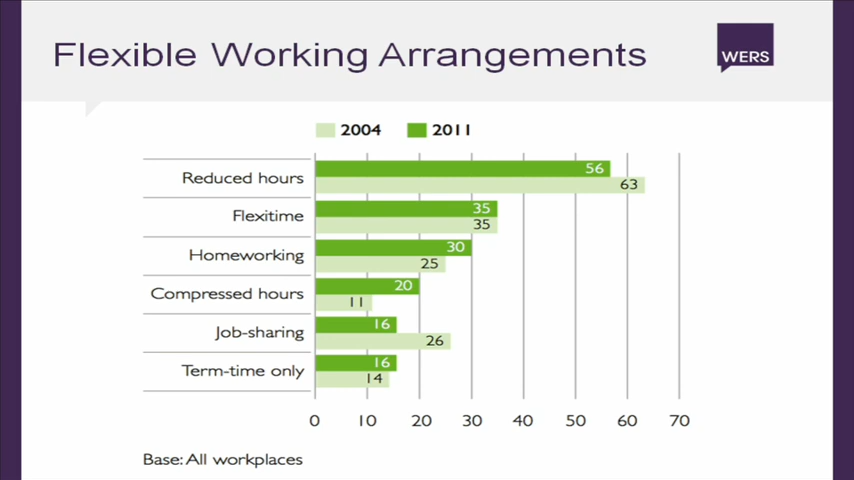 Flexible Working Arrangements
WERS
2004 2011
Reduced hours 56
63
Flexitime 35
35
Homeworking 30
25
Compressed hours 20
11
Job-sharing 16
26
Term-time only 16
14
0 10 20 30 40 50 60 70
Base: All workplaces